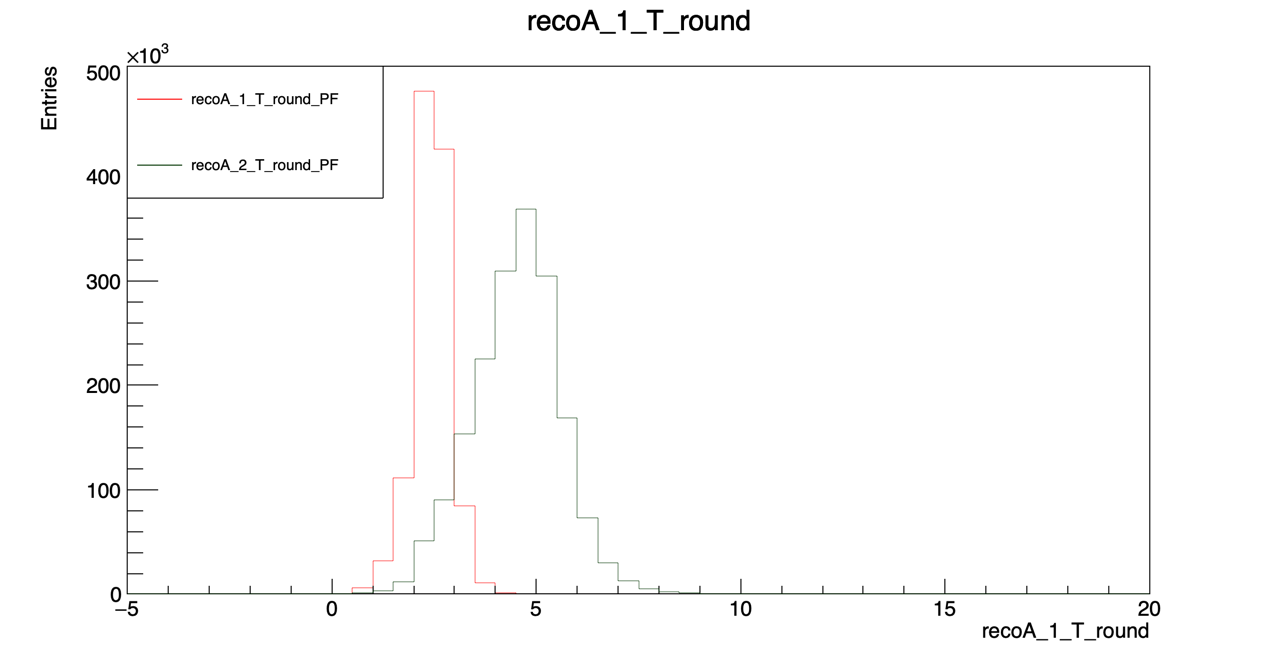 recoA_1_T_round
×10³
Entries
500
400
300
200
100
0
recoA_1_T_round_PF
recoA_2_T_round_PF
−5 0 5 10 15 20
recoA_1_T_round